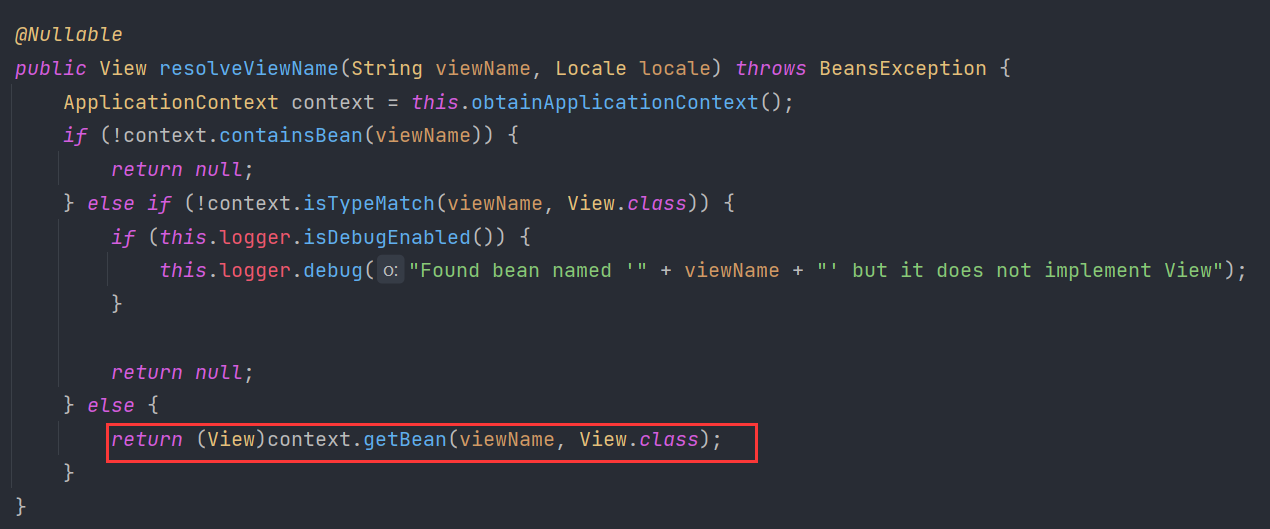 @Nullable
public View resolveViewName(String viewName, Locale locale) throws BeansException {
    ApplicationContext context = this.obtainApplicationContext();
    if (!context.containsBean(viewName)) {
        return null;
    } else if (!context.isTypeMatch(viewName, View.class)) {
        if (this.logger.isDebugEnabled()) {
            this.logger.debug( o: "Found bean named '" + viewName + "' but it does not implement View");
        }
        return null;
    } else {
        return (View)context.getBean(viewName, View.class);
    }
}